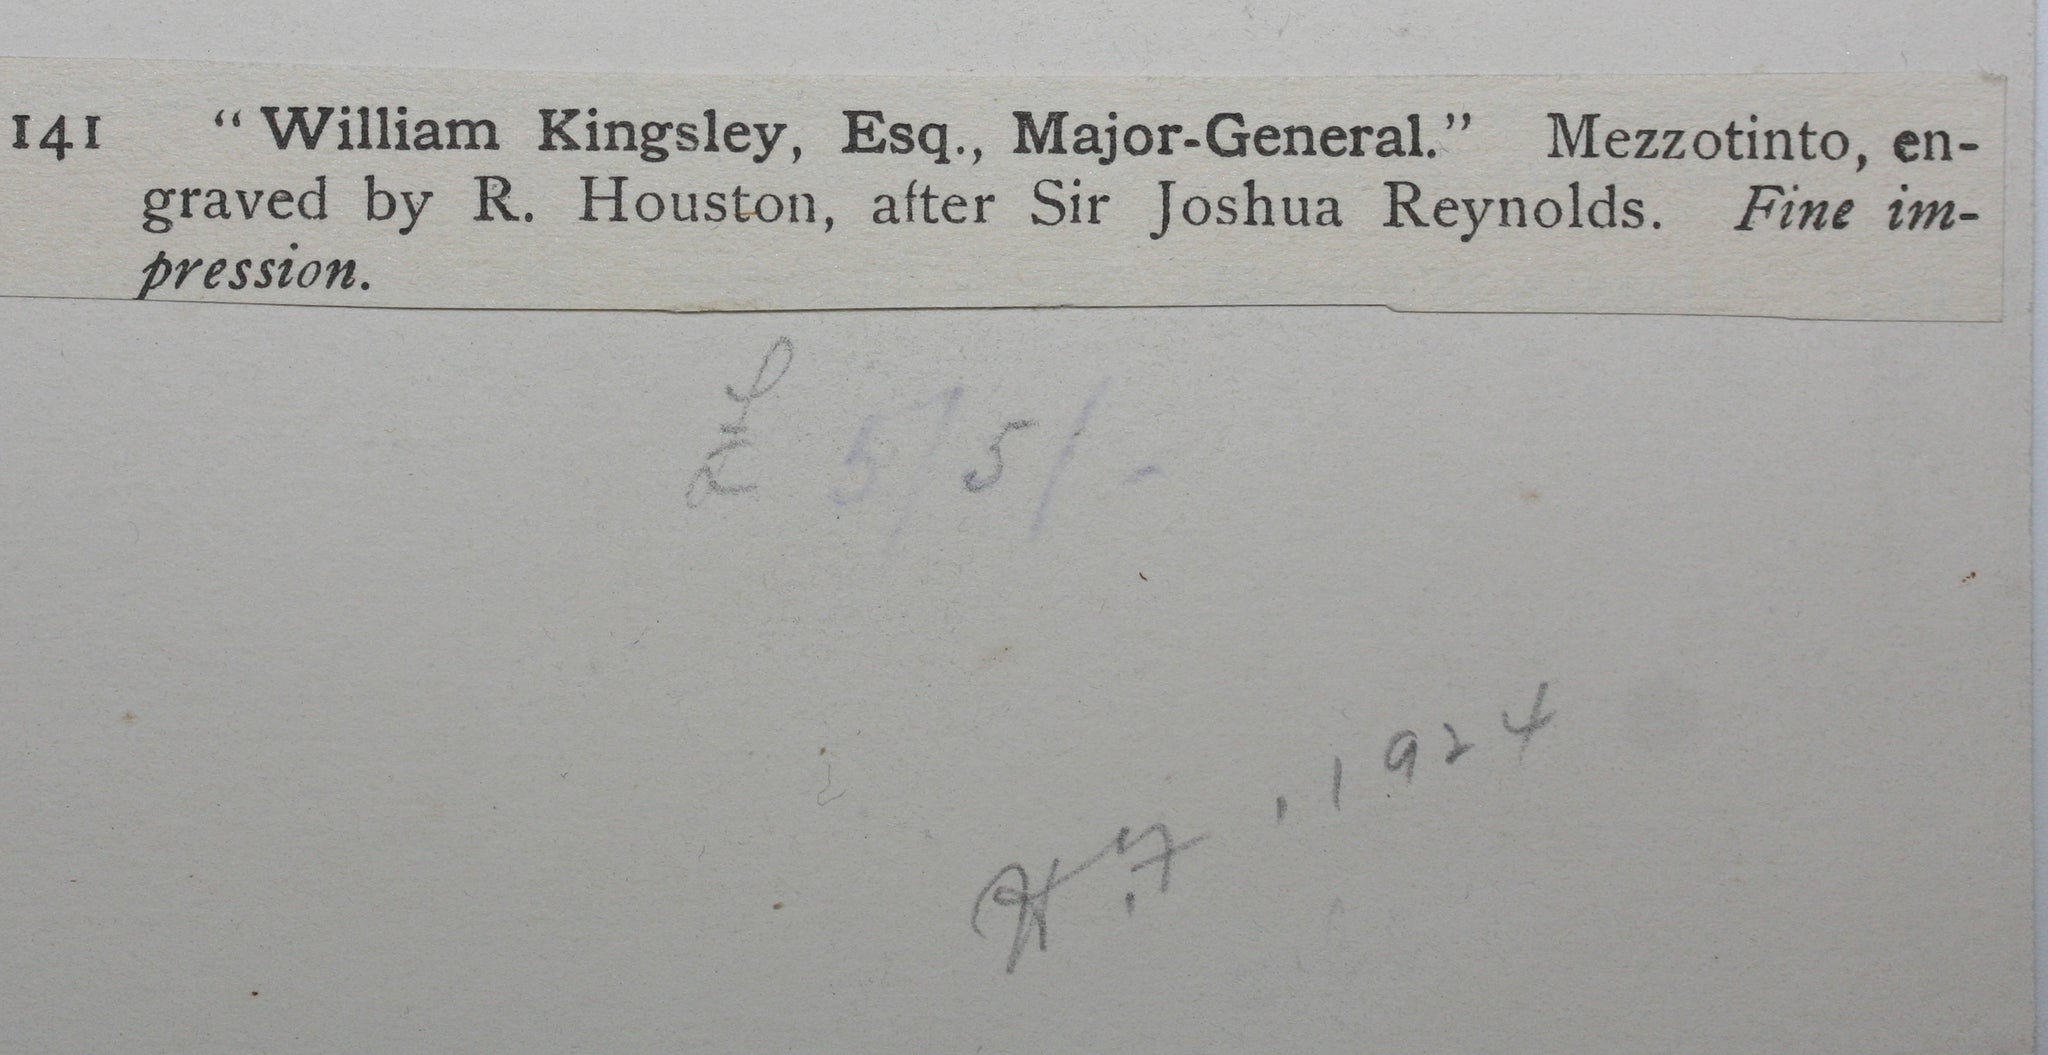 141 “William Kingsley, Esq., Major-General.” Mezzotinto, en-
graved by R. Houston, after Sir Joshua Reynolds. Fine im-
pression.
£ 5/5/-
. 1924